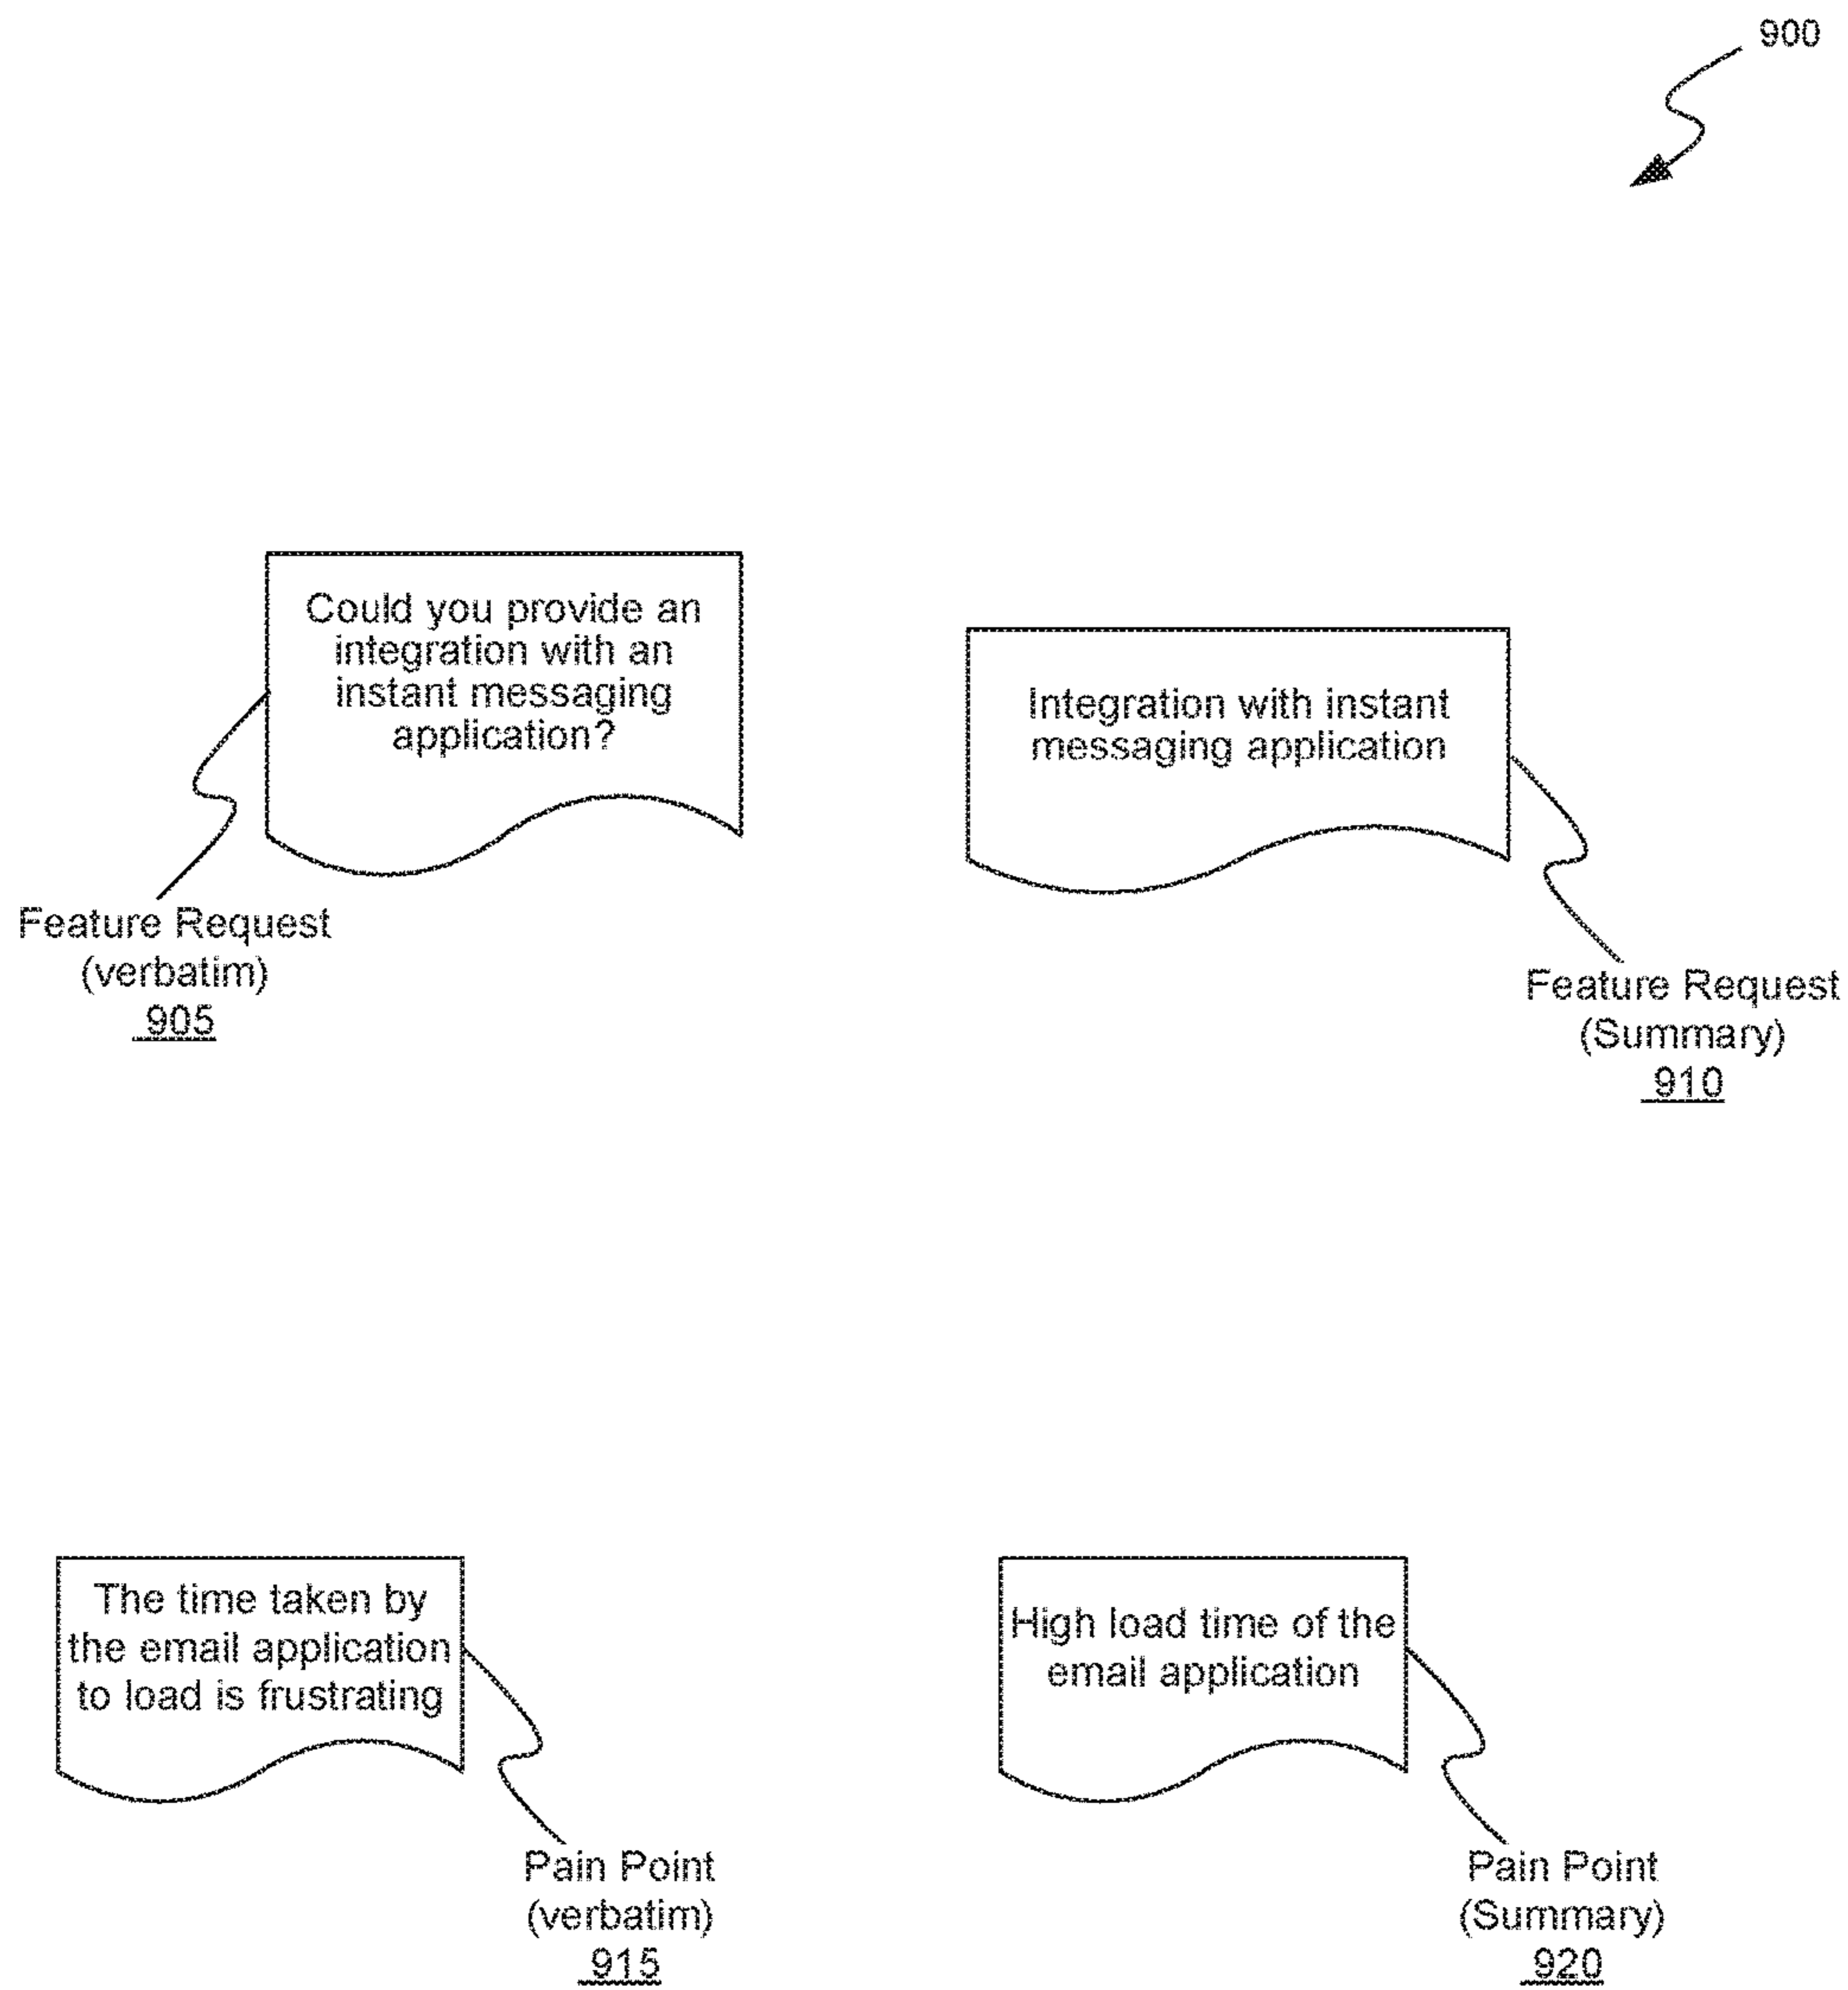 900
Could you provide an
integration with an
instant messaging
application?
Feature Request
(verbatim)
905
Integration with instant
messaging application
Feature Request
(Summary)
910
The time taken by
the email application
to load is frustrating
Pain Point
(verbatim)
915
High load time of the
email application
Pain Point
(Summary)
920